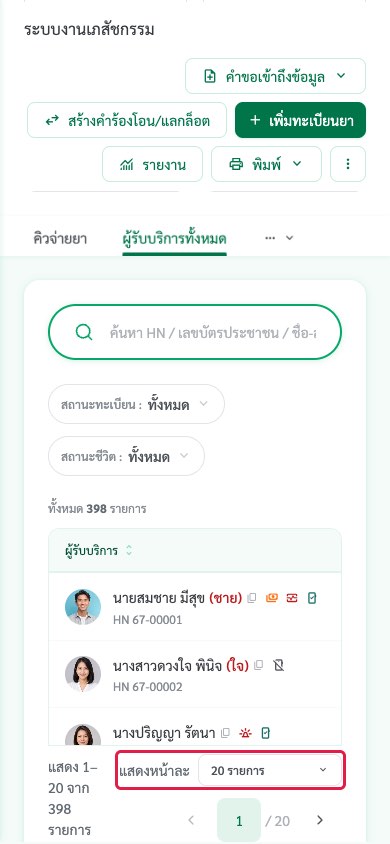 ระบบงานเภสัชกรรม
คำขอเข้าถึงข้อมูล
สร้างคำร้องโอน/แลกล็อต
+ เพิ่มทะเบียนยา
รายงาน
พิมพ์
คิวจ่ายยา
ผู้รับบริการทั้งหมด
ค้นหา HN / เลขบัตรประชาชน / ชื่อ-ส
สถานะทะเบียน : ทั้งหมด
สถานะชีวิต : ทั้งหมด
ทั้งหมด 398 รายการ
ผู้รับบริการ
นายสมชาย มีสุข (ชาย)
HN 67-00001
นางสาวดวงใจ พินิจ (ใจ)
HN 67-00002
นางปริญญา รัตนา
แสดง 1–
20 จาก
398
รายการ
แสดงหน้าละ
20 รายการ
1 / 20